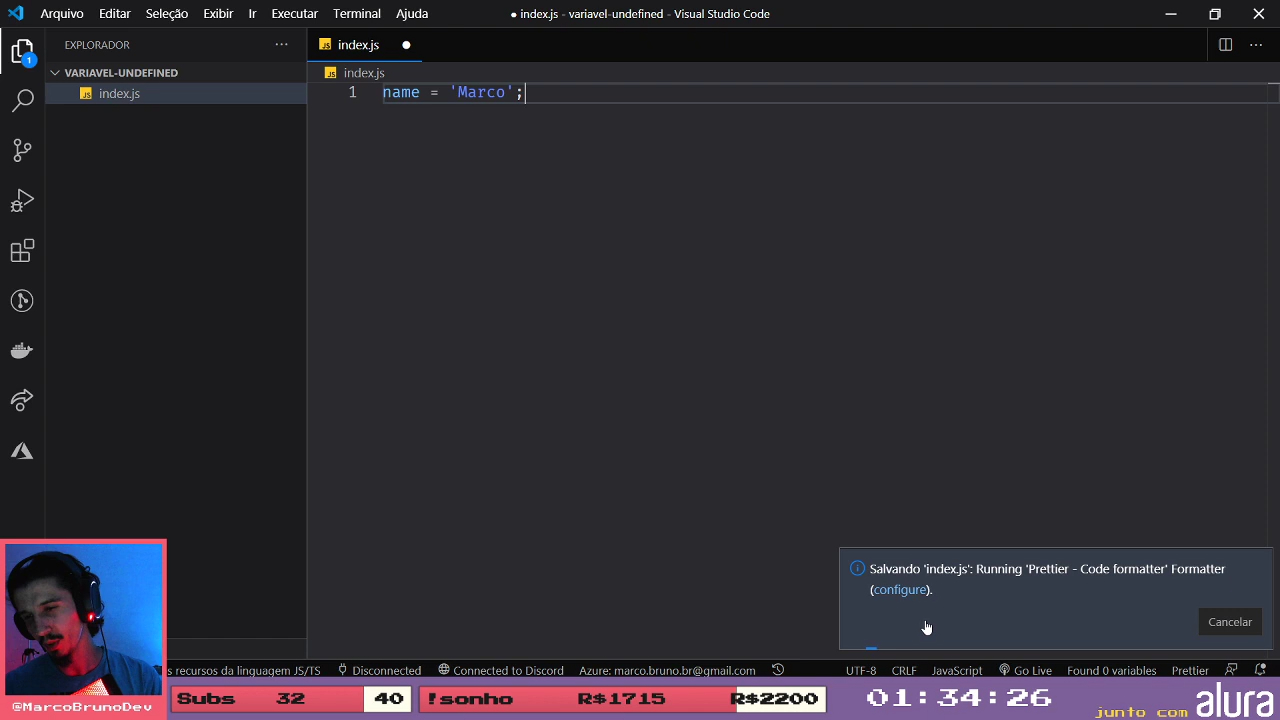 Arquivo Editar Seleção Exibir Ir Executar Terminal Ajuda
● index.js - variavel-undefined - Visual Studio Code
EXPLORADOR
index.js
VARIAVEL-UNDEFINED
index.js
index.js
1
1 name = 'Marco';
Salvando 'index.js': Running 'Prettier - Code formatter' Formatter
(configure).
Cancelar
s recursos da linguagem JS/TS Disconnected Connected to Discord Azure: marco.bruno.br@gmail.com UTF-8 CRLF JavaScript Go Live Found 0 variables Prettier
@MarcoBrunoDev
Subs 32 40 !sonho R$1715 R$2200 01:34:26
junto com alura